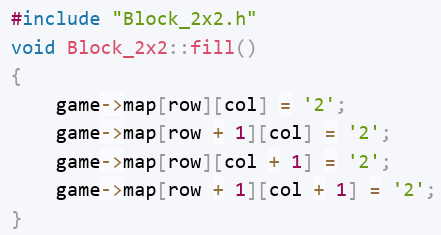 #include "Block_2x2.h"
void Block_2x2::fill()
{
    game->map[row][col] = '2';
    game->map[row + 1][col] = '2';
    game->map[row][col + 1] = '2';
    game->map[row + 1][col + 1] = '2';
}